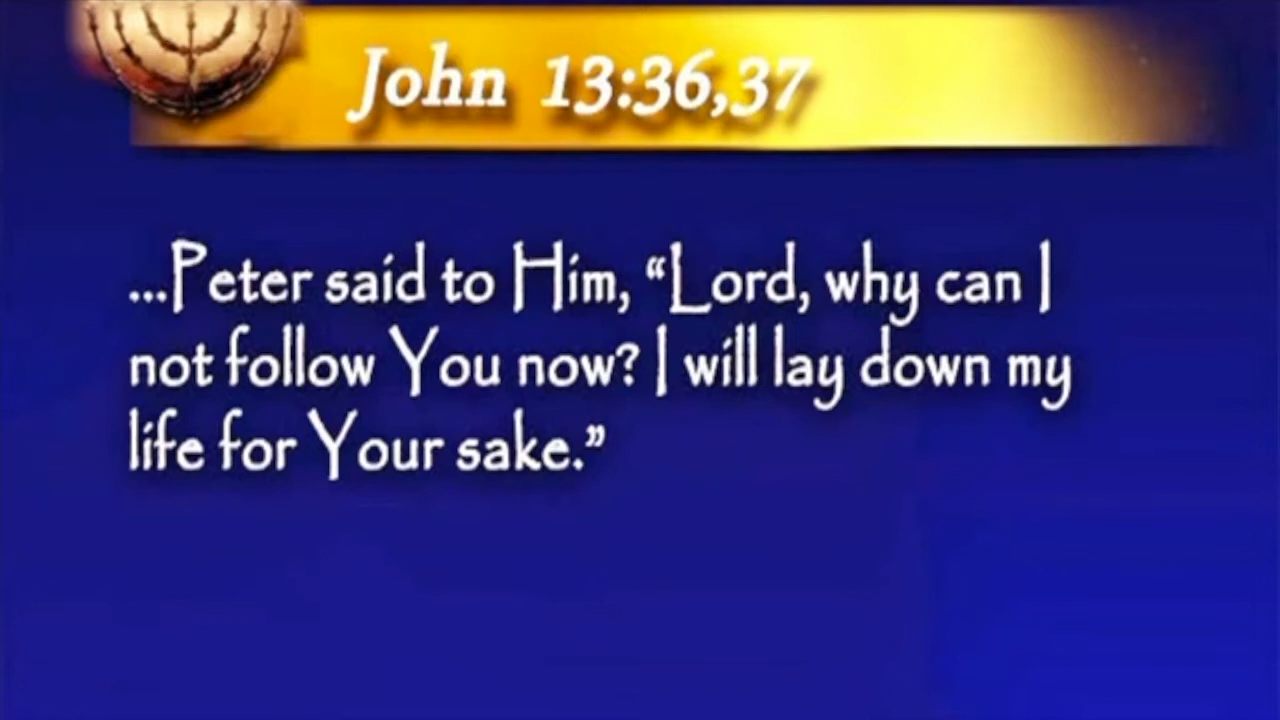 John 13:36,37
...Peter said to Him, “Lord, why can I
not follow You now? I will lay down my
life for Your sake.”